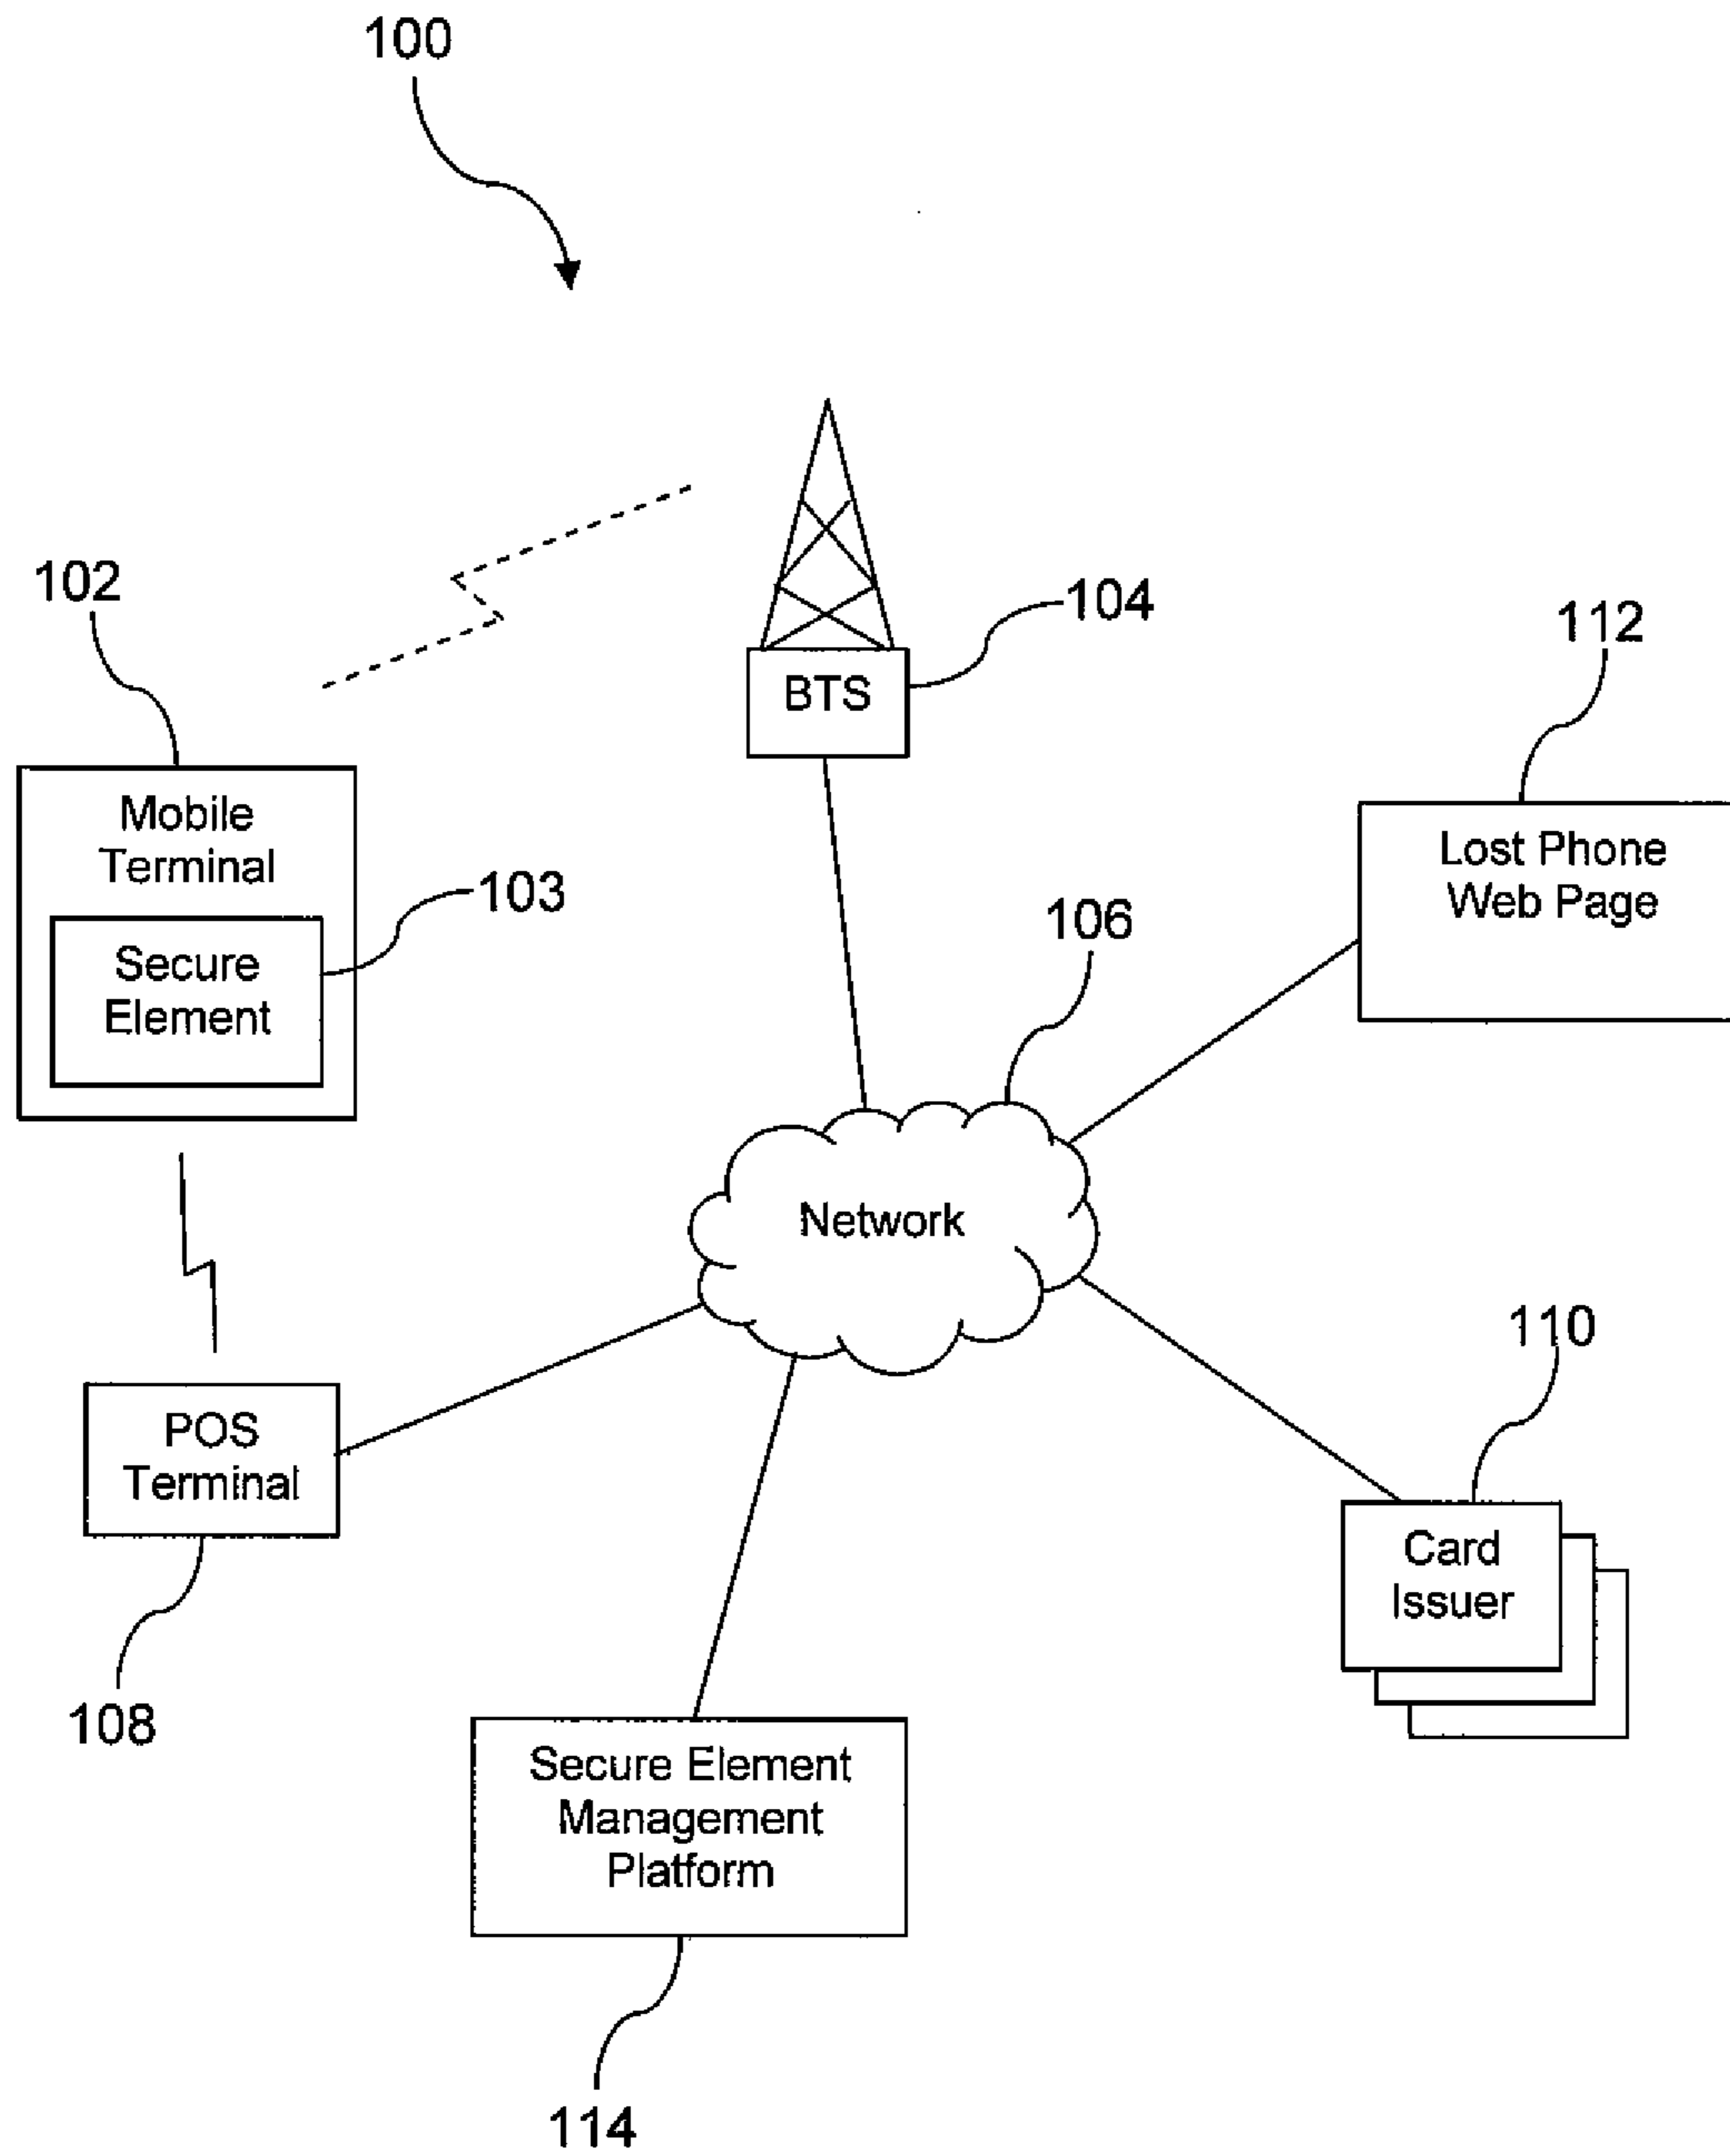 100
102
104
112
BTS
Mobile
Terminal
103
Secure
Element
Lost Phone
Web Page
106
Network
110
POS
Terminal
Card
Issuer
108
Secure Element
Management
Platform
114